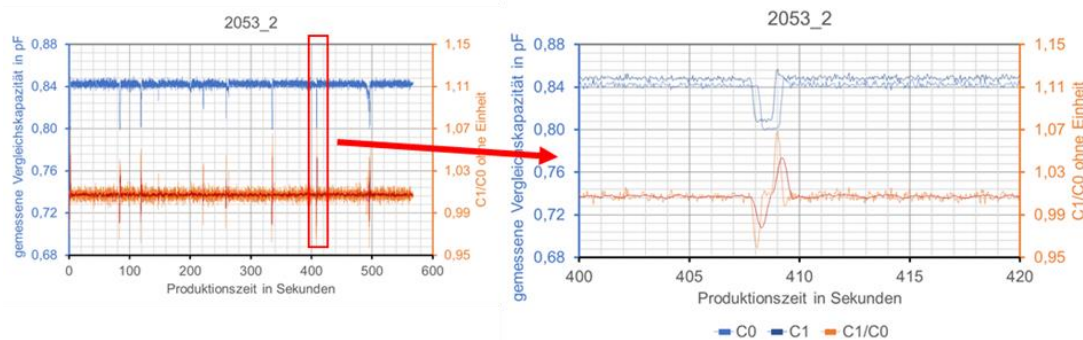 2053_2
gemessene Vergleichskapazität in pF
0,88
0,84
0,80
0,76
0,72
0,68
1,15
1,11
1,07
1,03
0,99
0,95
C1/C0 ohne Einheit
0 100 200 300 400 500 600
Produktionszeit in Sekunden
2053_2
gemessene Vergleichskapazität in pF
0,88
0,84
0,80
0,76
0,72
0,68
1,15
1,11
1,07
1,03
0,99
0,95
C1/C0 ohne Einheit
400 405 410 415 420
Produktionszeit in Sekunden
C0 C1 C1/C0